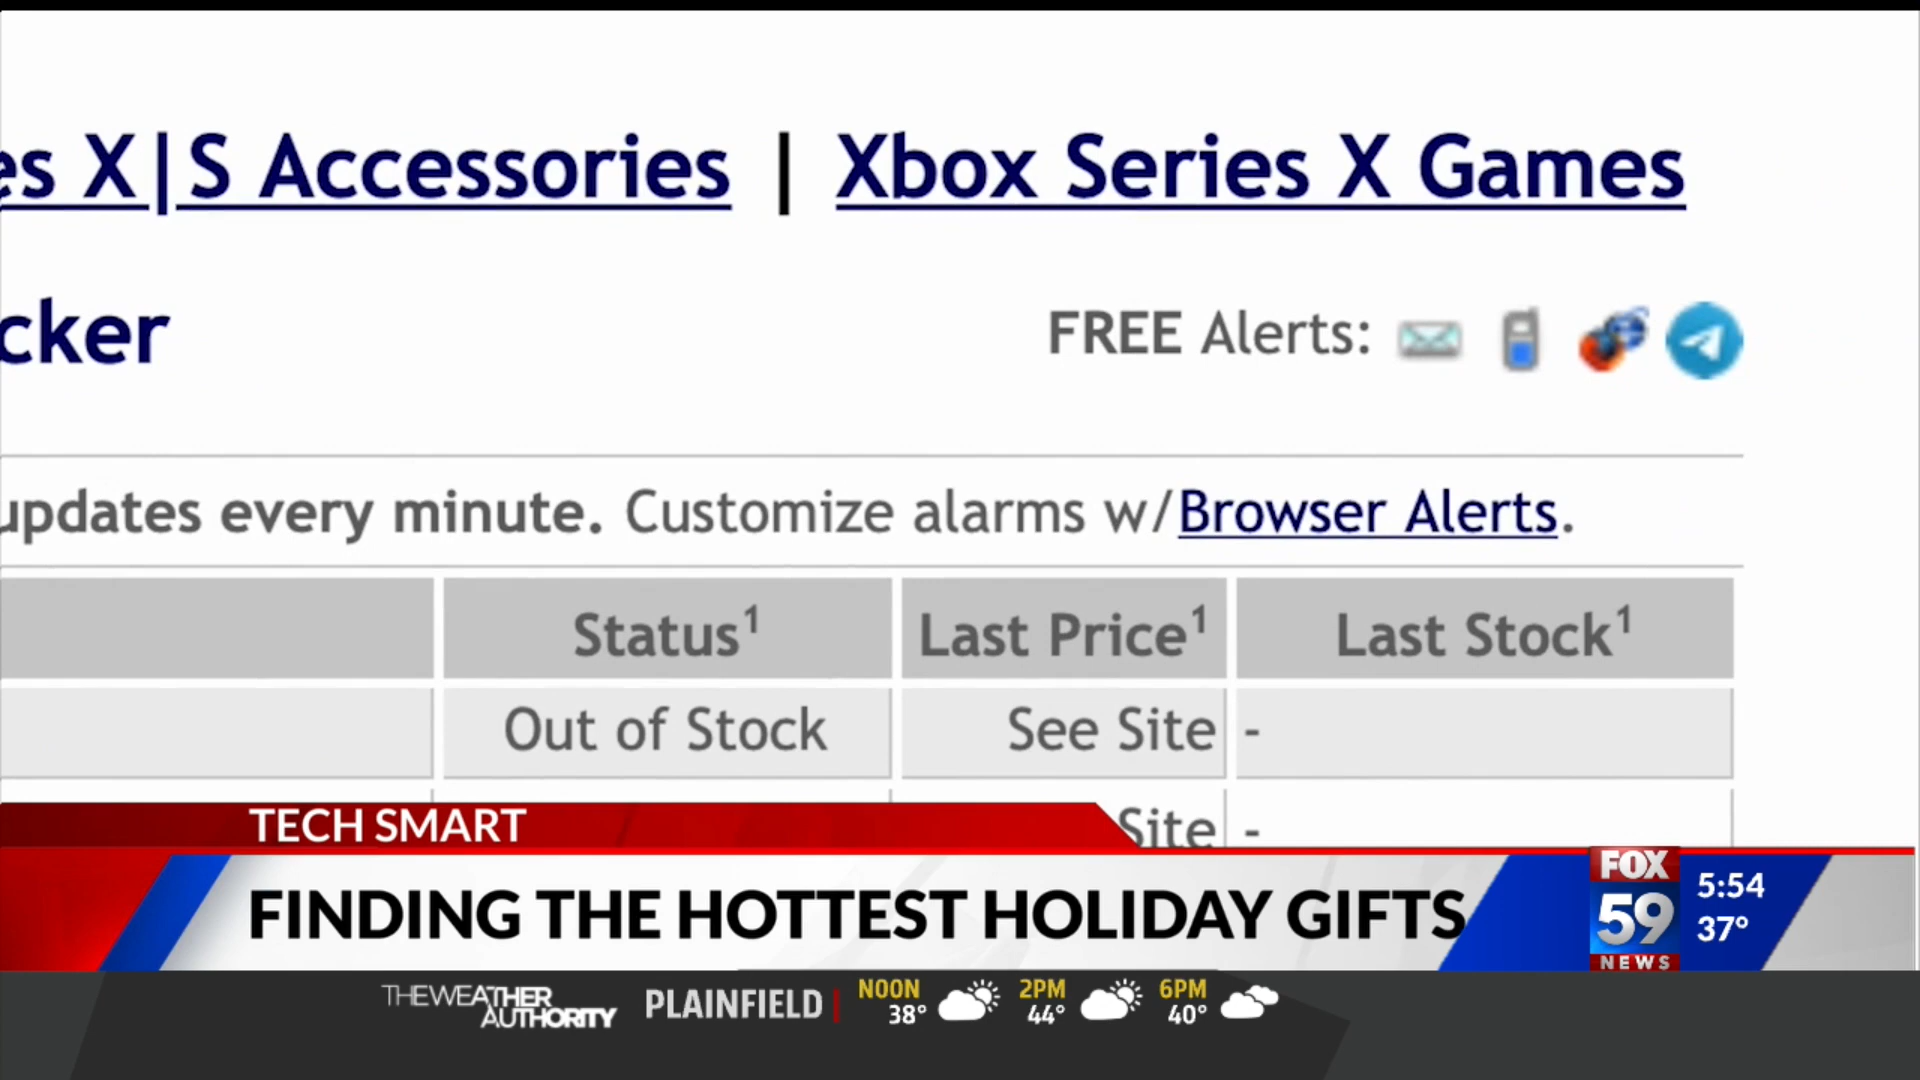 es X|S Accessories | Xbox Series X Games
cker
FREE Alerts:
updates every minute. Customize alarms w/Browser Alerts.
Status¹ Last Price¹ Last Stock¹
Out of Stock See Site -
Site -
TECH SMART
FINDING THE HOTTEST HOLIDAY GIFTS
FOX
59
NEWS
5:54
37°
THE WEATHER
AUTHORITY
PLAINFIELD
NOON
38°
2PM
44°
6PM
40°